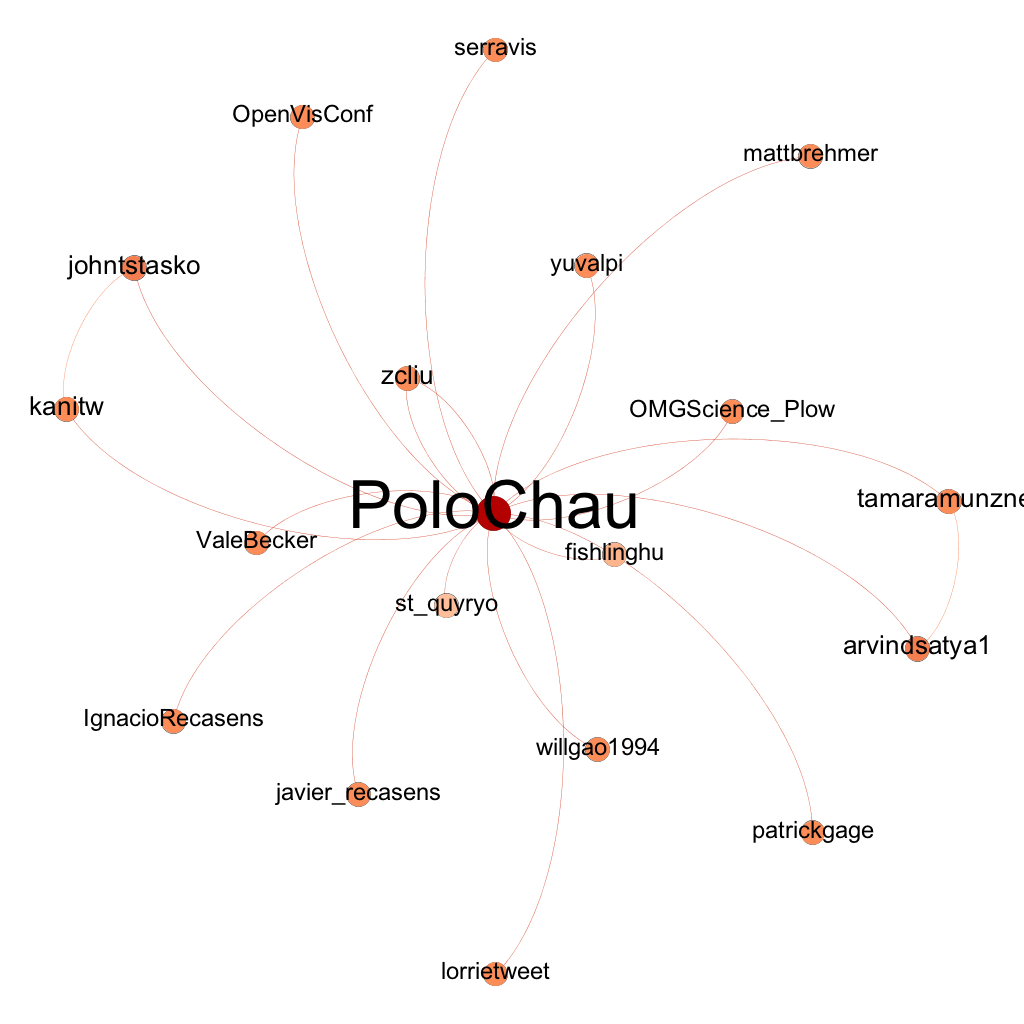 serravis
OpenVisConf
mattbrehmer
yuvalpi
johntstasko
zcliu
kanitw
OMGScience_Plow
tamaramunzne
PoloChau
ValeBecker
fishlinghu
st_quyryo
arvindsatya1
IgnacioRecasens
willgao1994
javier_recasens
patrickgage
lorrietweet